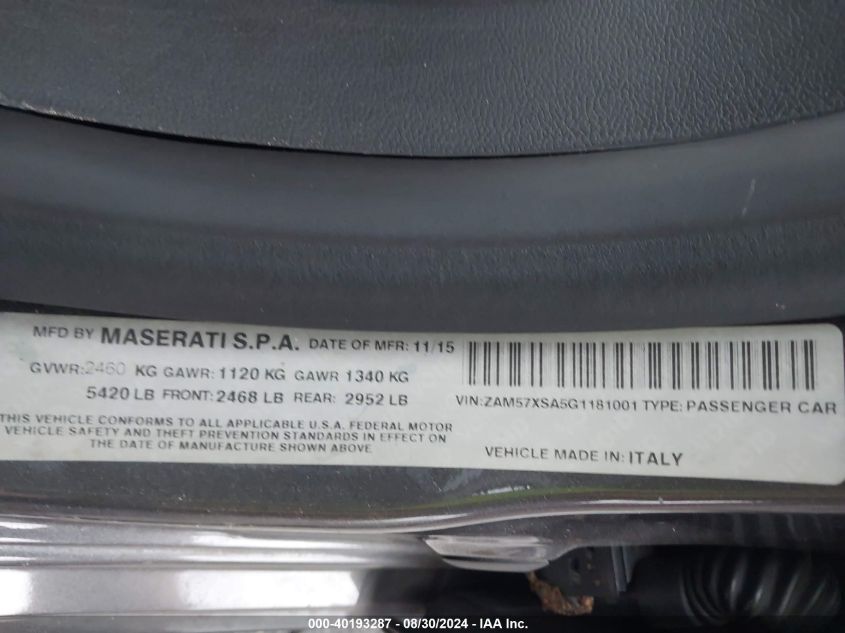 MFD BY MASERATI S.P.A. DATE OF MFR: 11/15
GVWR: 2460 KG GAWR: 1120 KG GAWR 1340 KG
5420 LB FRONT: 2468 LB REAR: 2952 LB
THIS VEHICLE CONFORMS TO ALL APPLICABLE U.S.A. FEDERAL MOTOR
VEHICLE SAFETY AND THEFT PREVENTION STANDARDS IN EFFECT ON
THE DATE OF MANUFACTURE SHOWN ABOVE
VIN: ZAM57XSA5G1181001 TYPE: PASSENGER CAR
VEHICLE MADE IN: ITALY
000-40193287 - 08/30/2024 - IAA Inc.